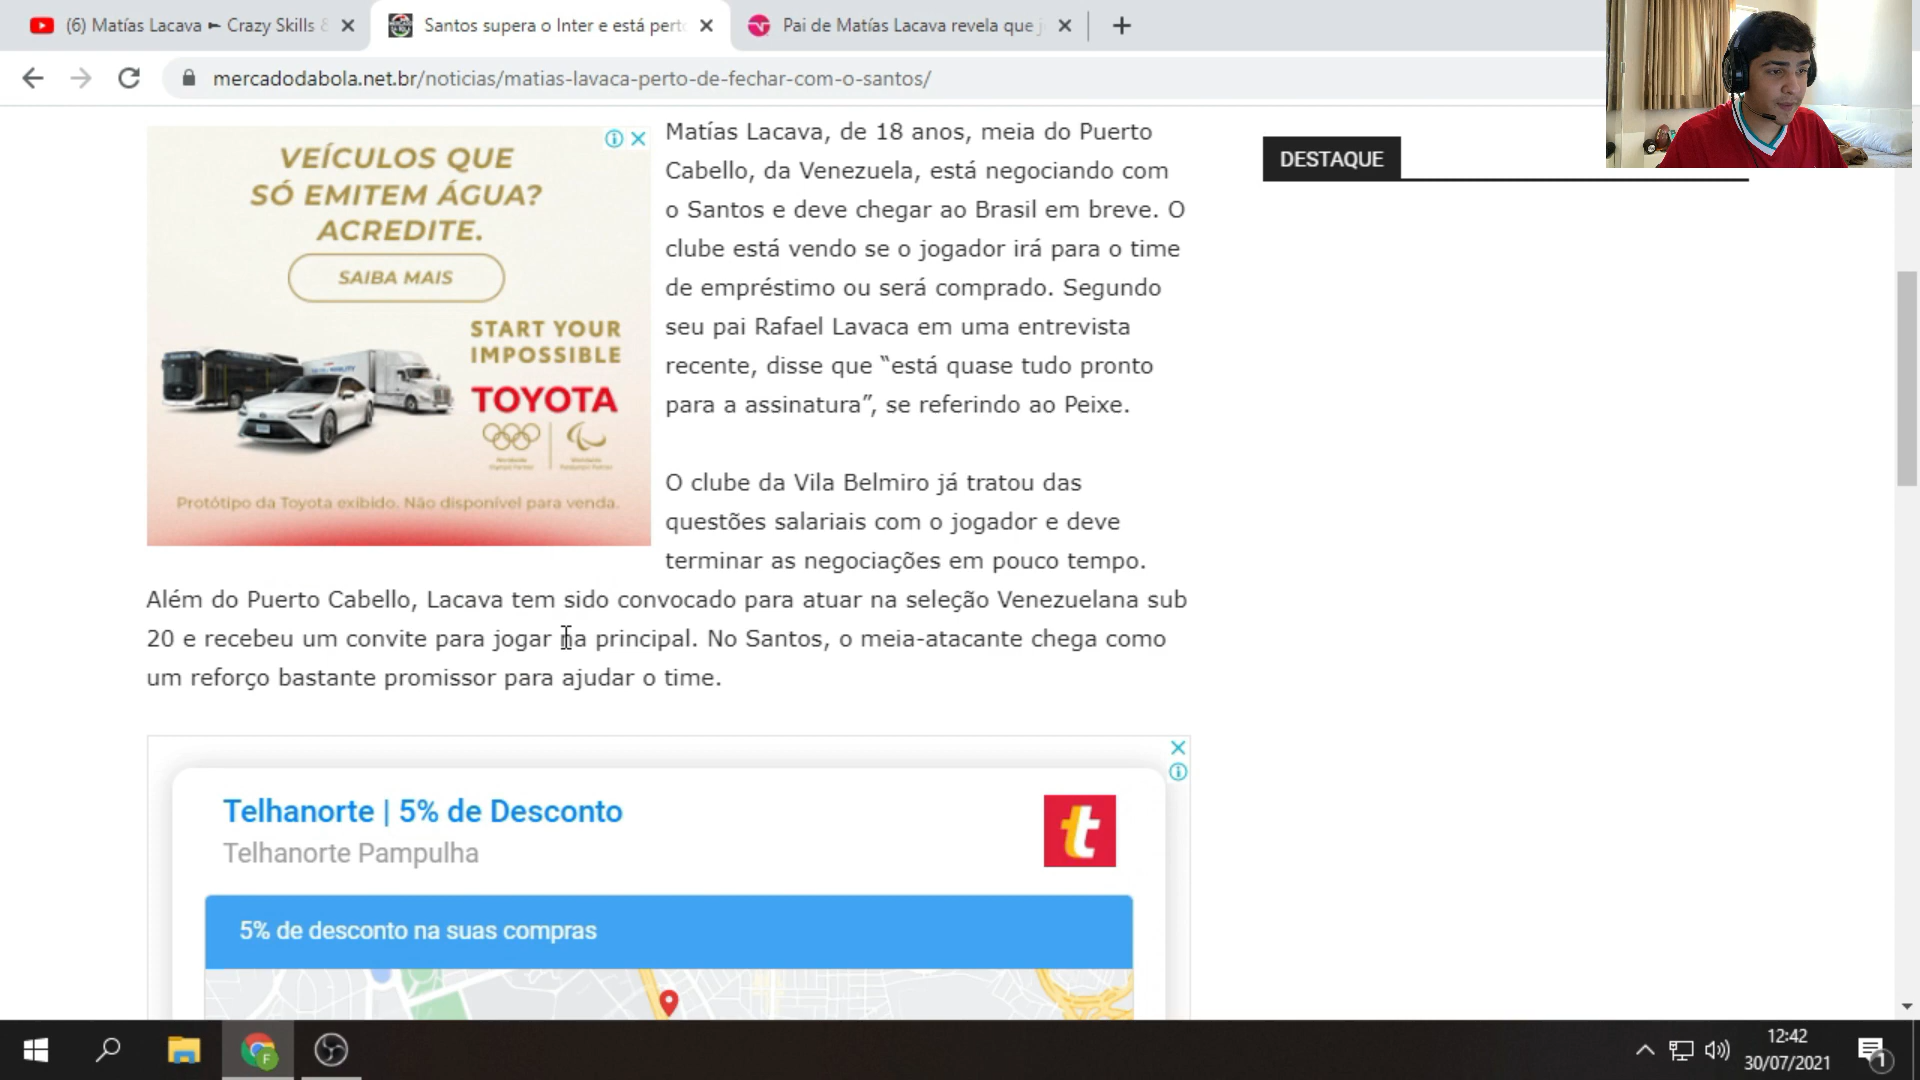 (6) Matías Lacava ► Crazy Skills &
Santos supera o Inter e está pert
Pai de Matías Lacava revela que j
mercadodabola.net.br/noticias/matias-lavaca-perto-de-fechar-com-o-santos/
VEÍCULOS QUE
SÓ EMITEM ÁGUA?
ACREDITE.
SAIBA MAIS
START YOUR
IMPOSSIBLE
TOYOTA
Protótipo da Toyota exibido. Não disponível para venda.
Matías Lacava, de 18 anos, meia do Puerto
Cabello, da Venezuela, está negociando com
o Santos e deve chegar ao Brasil em breve. O
clube está vendo se o jogador irá para o time
de empréstimo ou será comprado. Segundo
seu pai Rafael Lavaca em uma entrevista
recente, disse que “está quase tudo pronto
para a assinatura”, se referindo ao Peixe.
O clube da Vila Belmiro já tratou das
questões salariais com o jogador e deve
terminar as negociações em pouco tempo.
Além do Puerto Cabello, Lacava tem sido convocado para atuar na seleção Venezuelana sub
20 e recebeu um convite para jogar na principal. No Santos, o meia-atacante chega como
um reforço bastante promissor para ajudar o time.
DESTAQUE
Telhanorte | 5% de Desconto
Telhanorte Pampulha
t
5% de desconto na suas compras
F
12:42
30/07/2021
1